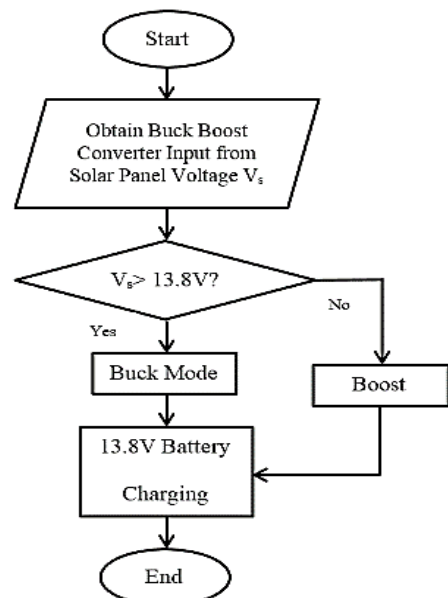 Start
Obtain Buck Boost
Converter Input from
Solar Panel Voltage Vₛ
Vₛ> 13.8V?
No
Yes
Buck Mode
Boost
13.8V Battery
Charging
End